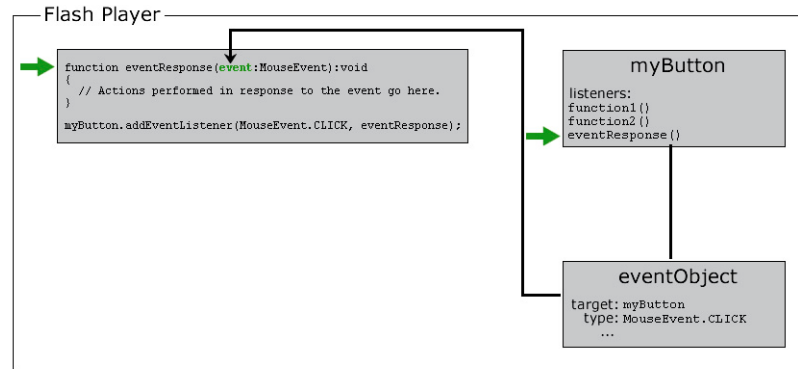 Flash Player
function eventResponse(event:MouseEvent):void
{
// Actions performed in response to the event go here.
}
myButton.addEventListener(MouseEvent.CLICK, eventResponse);
myButton
listeners:
function1()
function2()
eventResponse()
eventObject
target: myButton
type: MouseEvent.CLICK
...